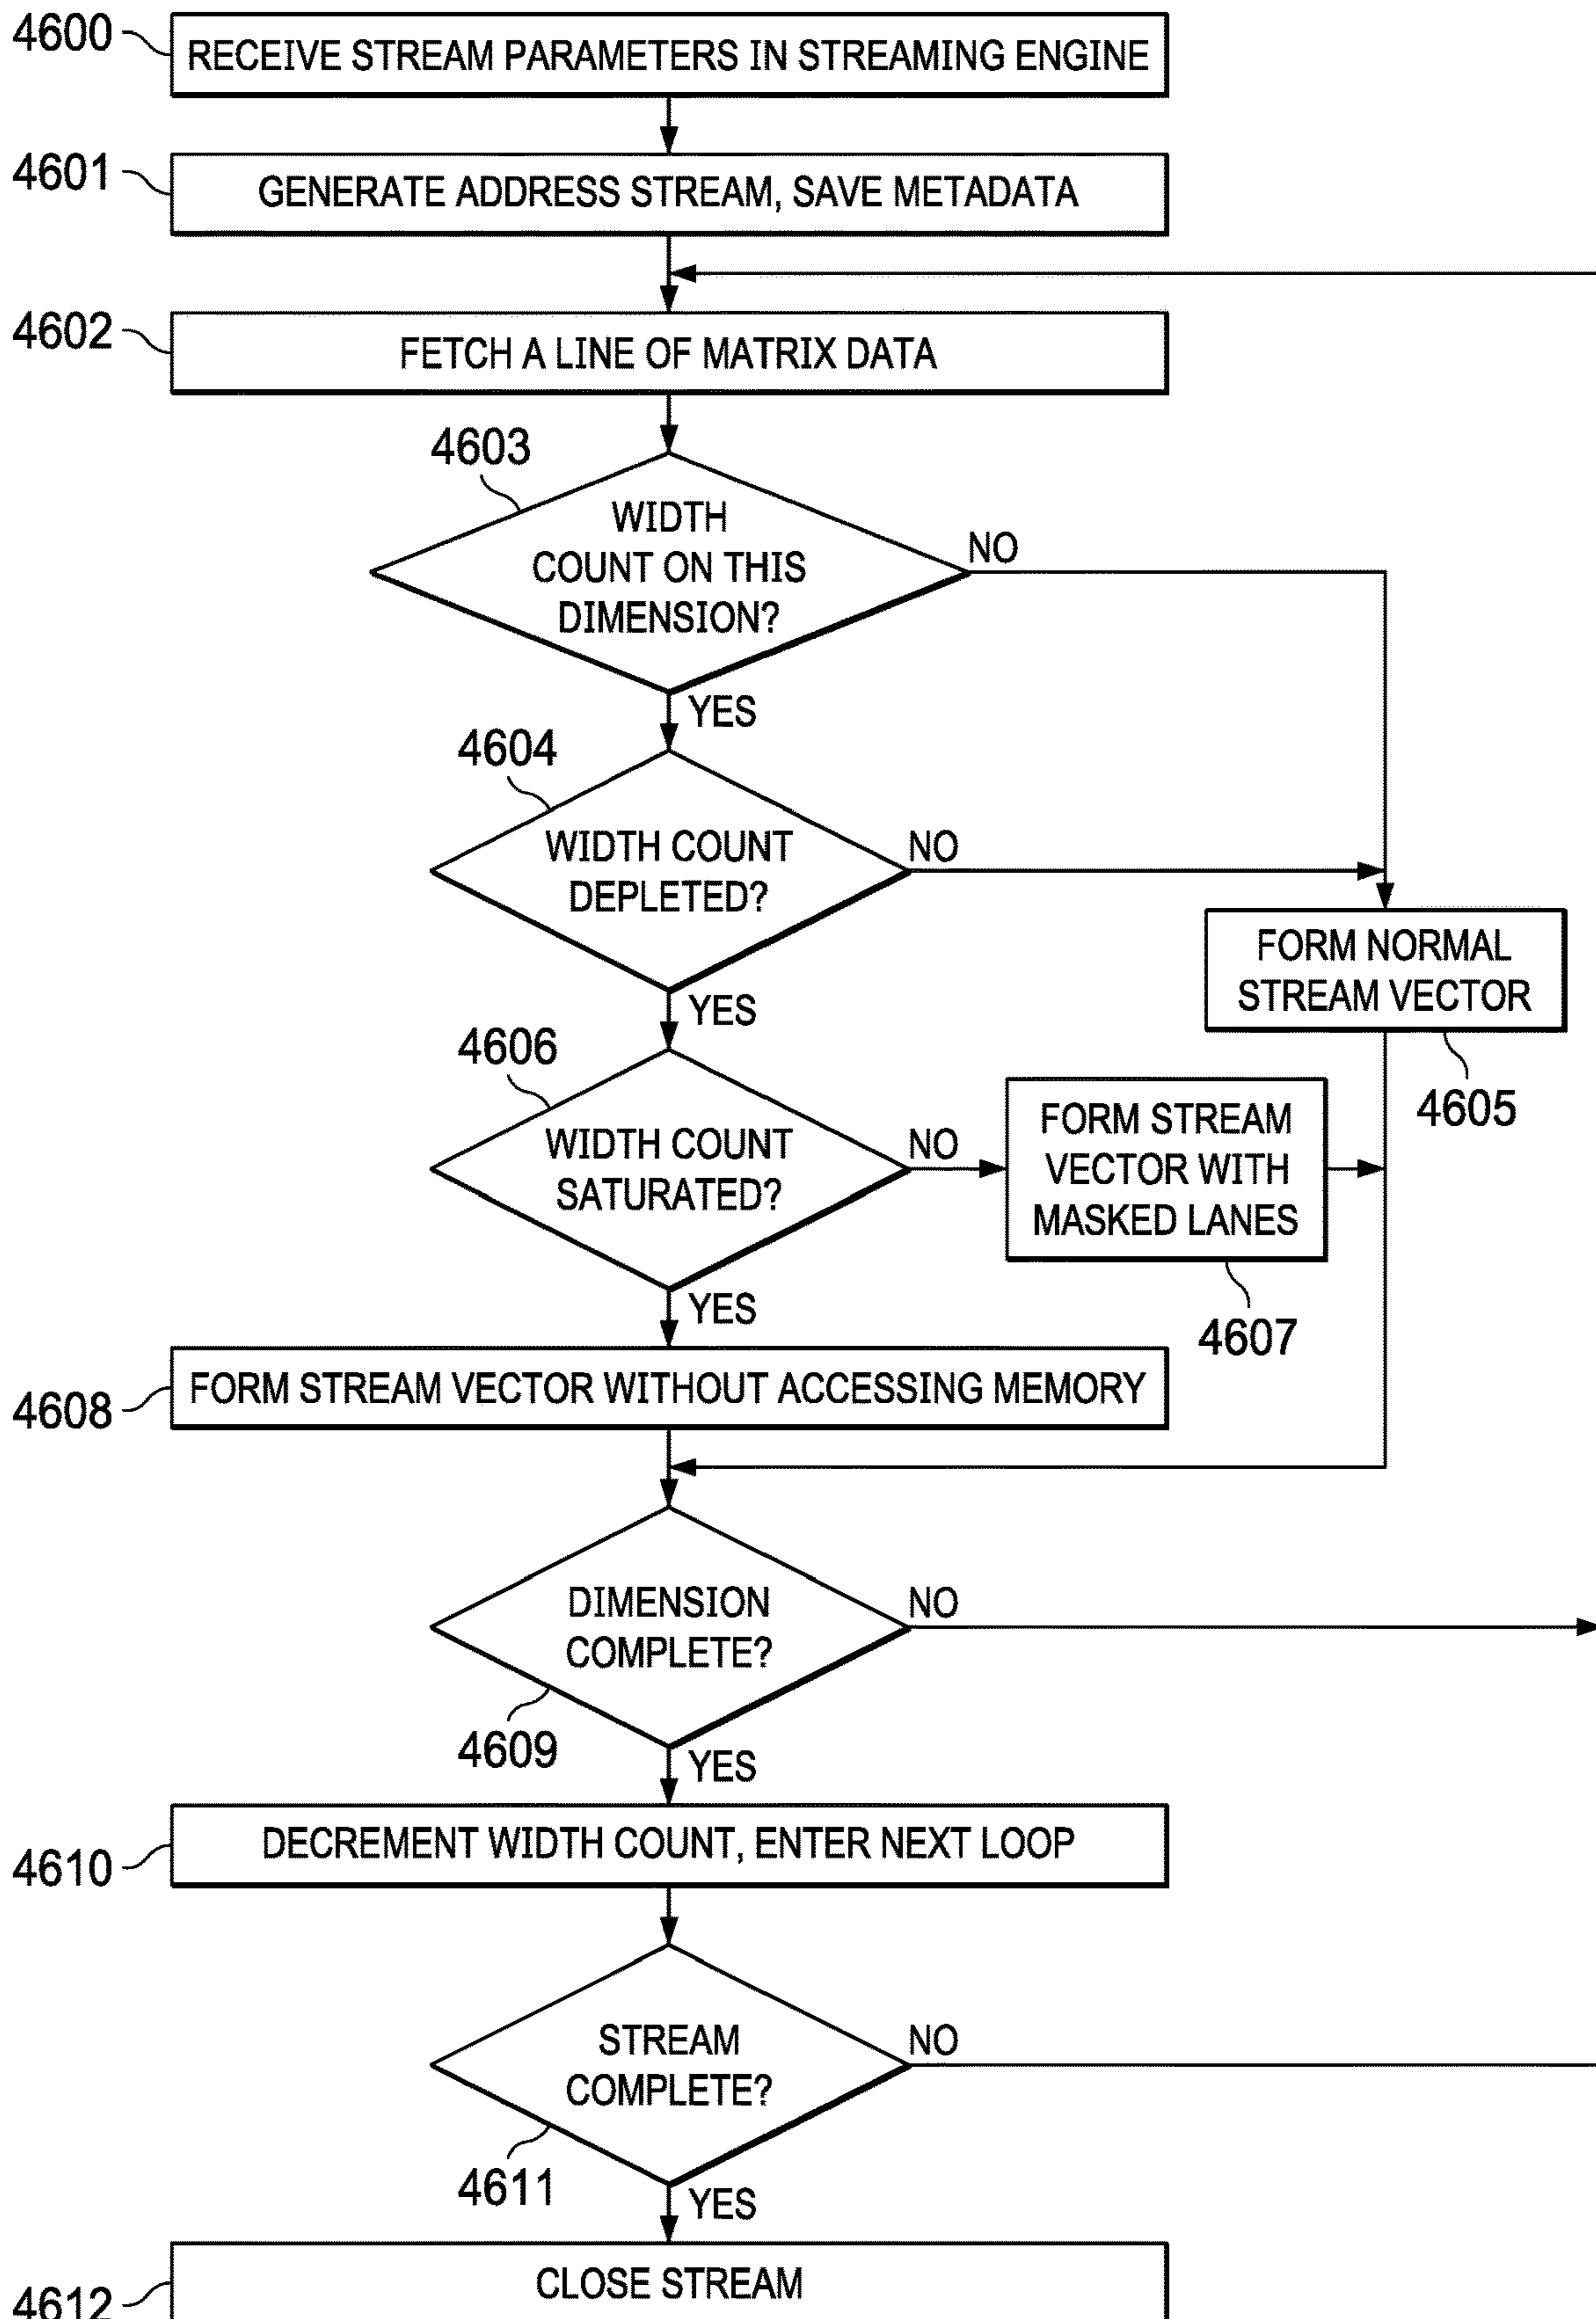 4600
RECEIVE STREAM PARAMETERS IN STREAMING ENGINE
4601
GENERATE ADDRESS STREAM, SAVE METADATA
4602
FETCH A LINE OF MATRIX DATA
4603
WIDTH
COUNT ON THIS
DIMENSION?
NO
YES
4604
WIDTH COUNT
DEPLETED?
NO
YES
FORM NORMAL
STREAM VECTOR
4605
4606
WIDTH COUNT
SATURATED?
NO
YES
FORM STREAM
VECTOR WITH
MASKED LANES
4607
4608
FORM STREAM VECTOR WITHOUT ACCESSING MEMORY
DIMENSION
COMPLETE?
NO
4609
YES
4610
DECREMENT WIDTH COUNT, ENTER NEXT LOOP
STREAM
COMPLETE?
NO
4611
YES
4612
CLOSE STREAM